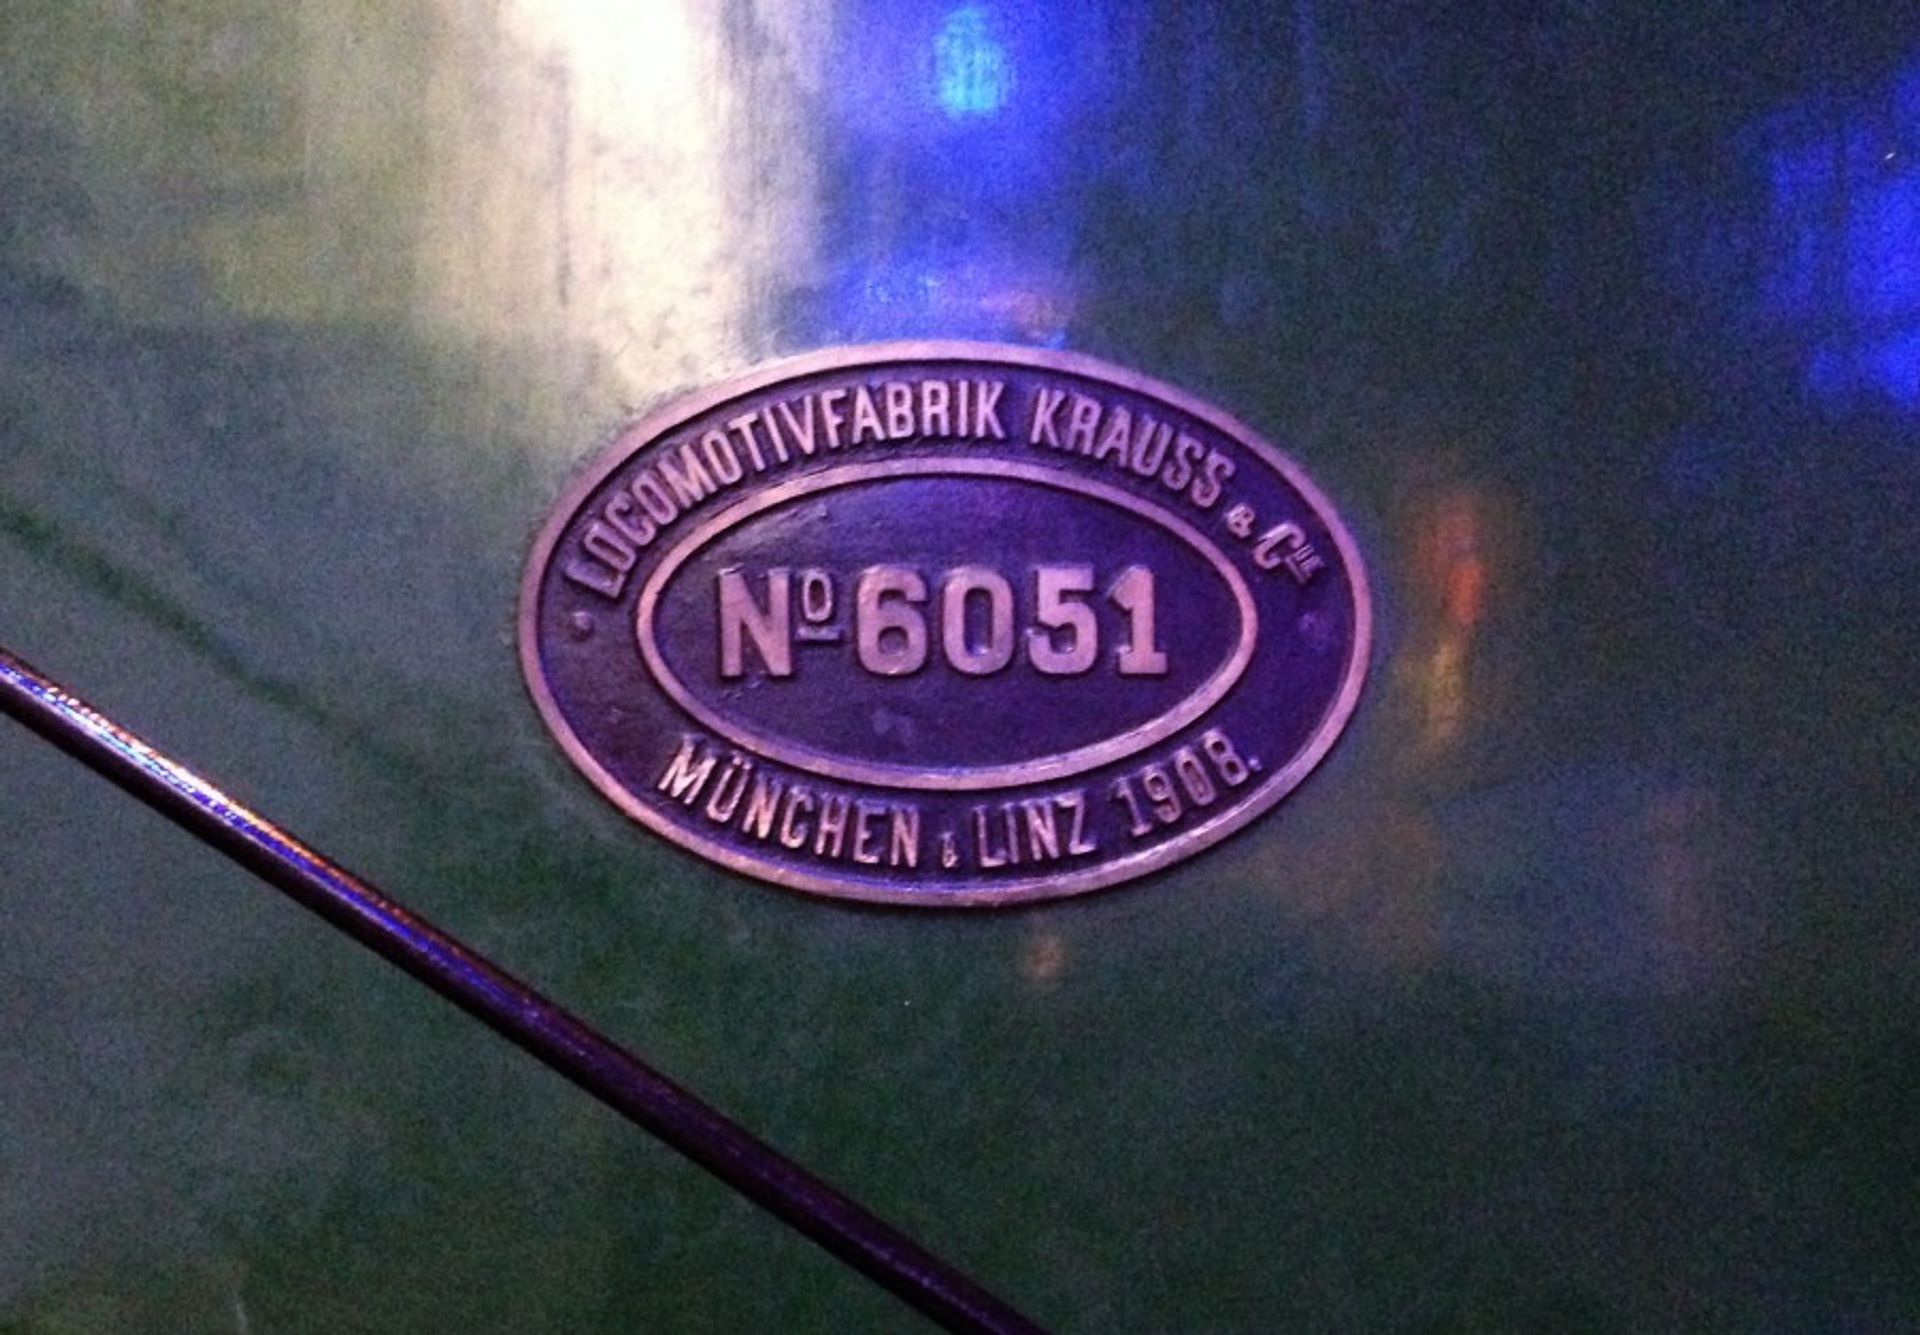 LOCOMOTIVFABRIK KRAUSS & Cie
No 6051
MÜNCHEN & LINZ 1908.